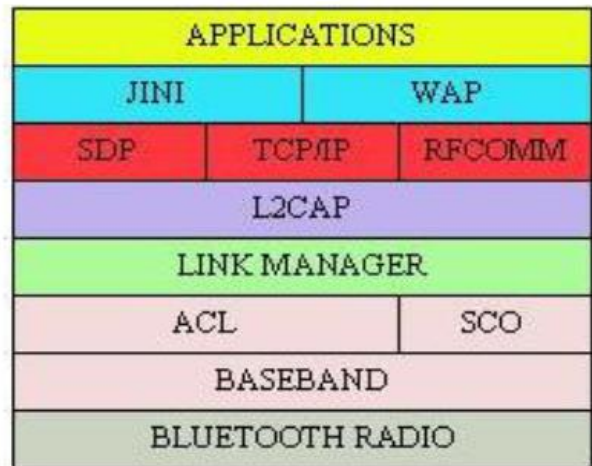 APPLICATIONS
JINI WAP
SDP TCP/IP RFCOMM
L2CAP
LINK MANAGER
ACL SCO
BASEBAND
BLUETOOTH RADIO